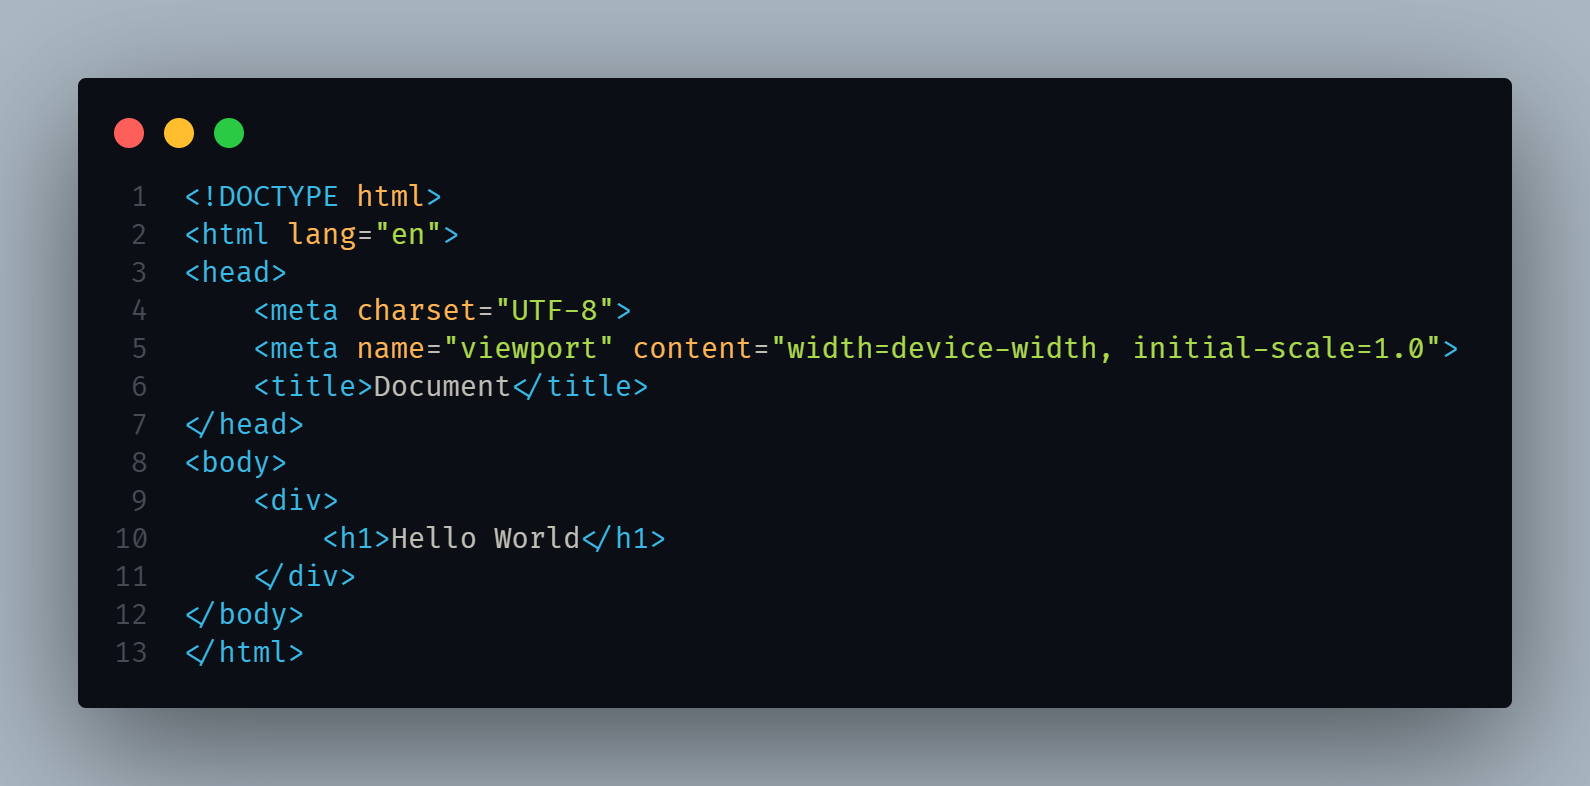 1 <!DOCTYPE html>
2 <html lang="en">
3 <head>
4     <meta charset="UTF-8">
5     <meta name="viewport" content="width=device-width, initial-scale=1.0">
6     <title>Document</title>
7 </head>
8 <body>
9     <div>
10         <h1>Hello World</h1>
11     </div>
12 </body>
13 </html>